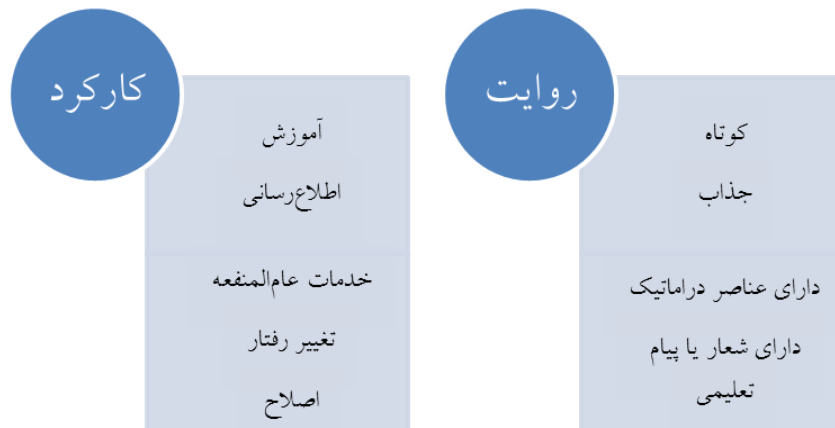 روایت
کوتاه
جذاب
دارای عناصر دراماتیک
دارای شعار یا پیام
تعلیمی
کارکرد
آموزش
اطلاع‌رسانی
خدمات عام‌المنفعه
تغییر رفتار
اصلاح